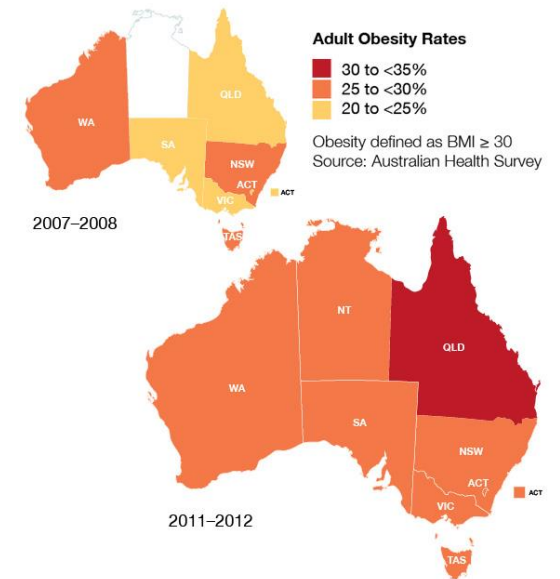 Adult Obesity Rates
30 to <35%
25 to <30%
20 to <25%
Obesity defined as BMI ≥ 30
Source: Australian Health Survey
WA
QLD
SA
NSW
ACT
ACT
VIC
TAS
2007–2008
NT
QLD
WA
SA
NSW
ACT
ACT
VIC
TAS
2011–2012